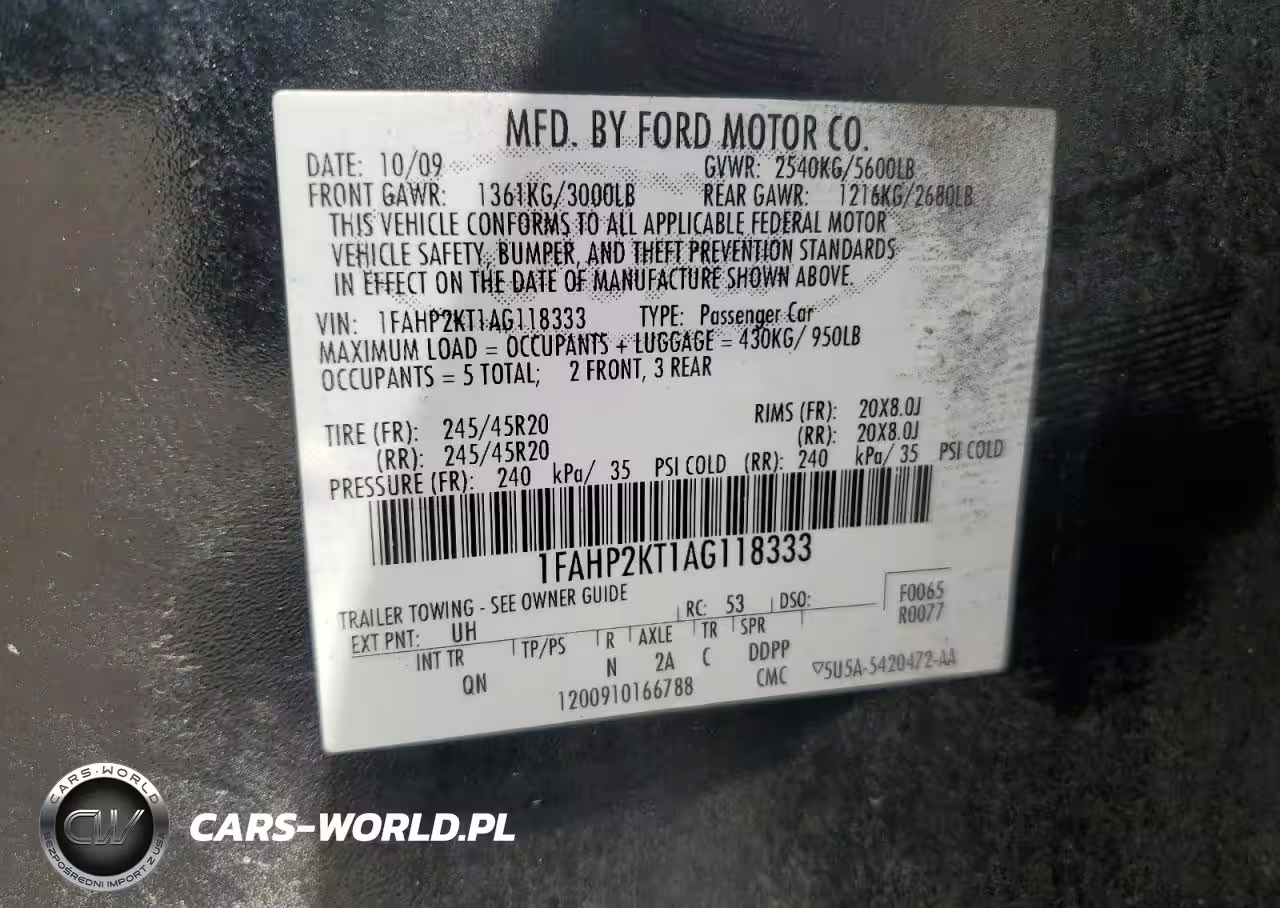 MFD. BY FORD MOTOR CO.
DATE: 10/09 GVWR: 2540KG/5600LB
FRONT GAWR: 1361KG/3000LB REAR GAWR: 1216KG/2680LB
THIS VEHICLE CONFORMS TO ALL APPLICABLE FEDERAL MOTOR
VEHICLE SAFETY, BUMPER, AND THEFT PREVENTION STANDARDS
IN EFFECT ON THE DATE OF MANUFACTURE SHOWN ABOVE.
VIN: 1FAHP2KT1AG118333 TYPE: Passenger Car
MAXIMUM LOAD = OCCUPANTS + LUGGAGE = 430KG/ 950LB
OCCUPANTS = 5 TOTAL; 2 FRONT, 3 REAR
TIRE (FR): 245/45R20 RIMS (FR): 20X8.0J
(RR): 245/45R20 (RR): 20X8.0J
PRESSURE (FR): 240 kPa/ 35 PSI COLD (RR): 240 kPa/ 35 PSI COLD
1FAHP2KT1AG118333
TRAILER TOWING - SEE OWNER GUIDE
EXT PNT: UH RC: 53 DSO: F0065
R0077
INT TR TP/PS R AXLE TR SPR
QN N 2A C DDPP
1200910166788 CMC ▽5U5A-5420472-AA
CARS-WORLD
CW
BEZPOŚREDNI IMPORT Z USA
CARS-WORLD.PL